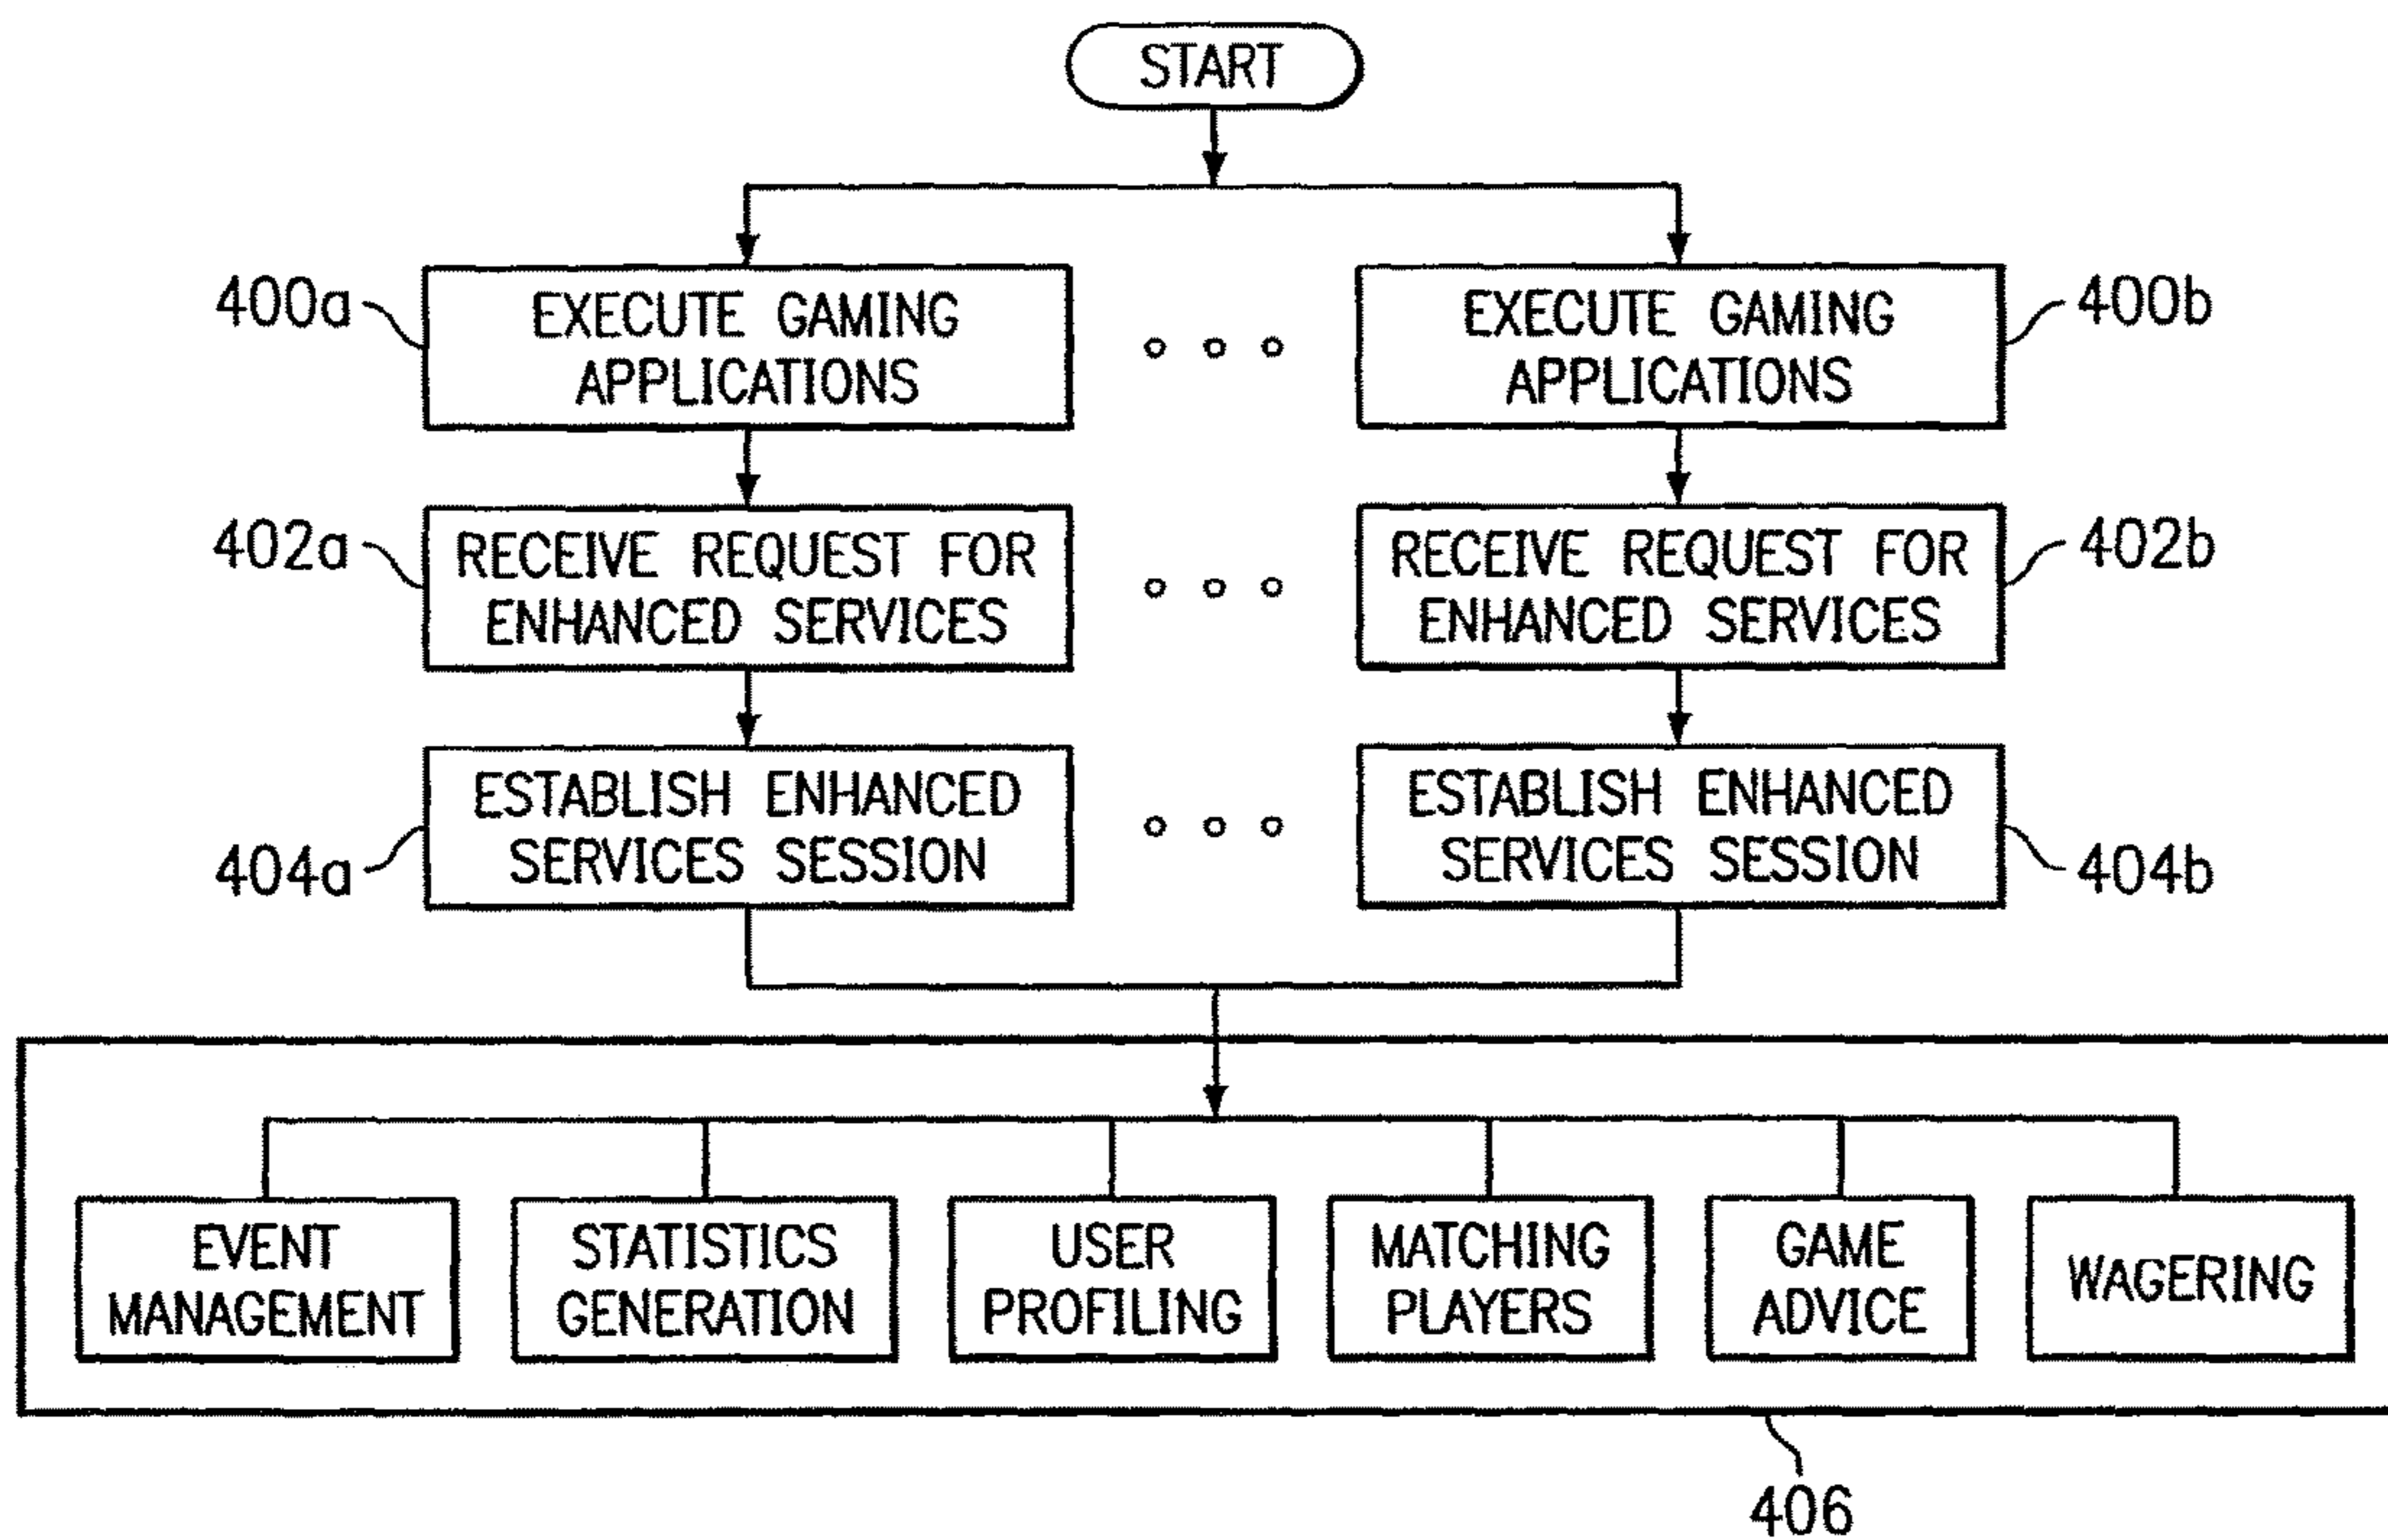 START
400a
EXECUTE GAMING
APPLICATIONS
EXECUTE GAMING
APPLICATIONS
400b
402a
RECEIVE REQUEST FOR
ENHANCED SERVICES
RECEIVE REQUEST FOR
ENHANCED SERVICES
402b
404a
ESTABLISH ENHANCED
SERVICES SESSION
ESTABLISH ENHANCED
SERVICES SESSION
404b
EVENT
MANAGEMENT
STATISTICS
GENERATION
USER
PROFILING
MATCHING
PLAYERS
GAME
ADVICE
WAGERING
406